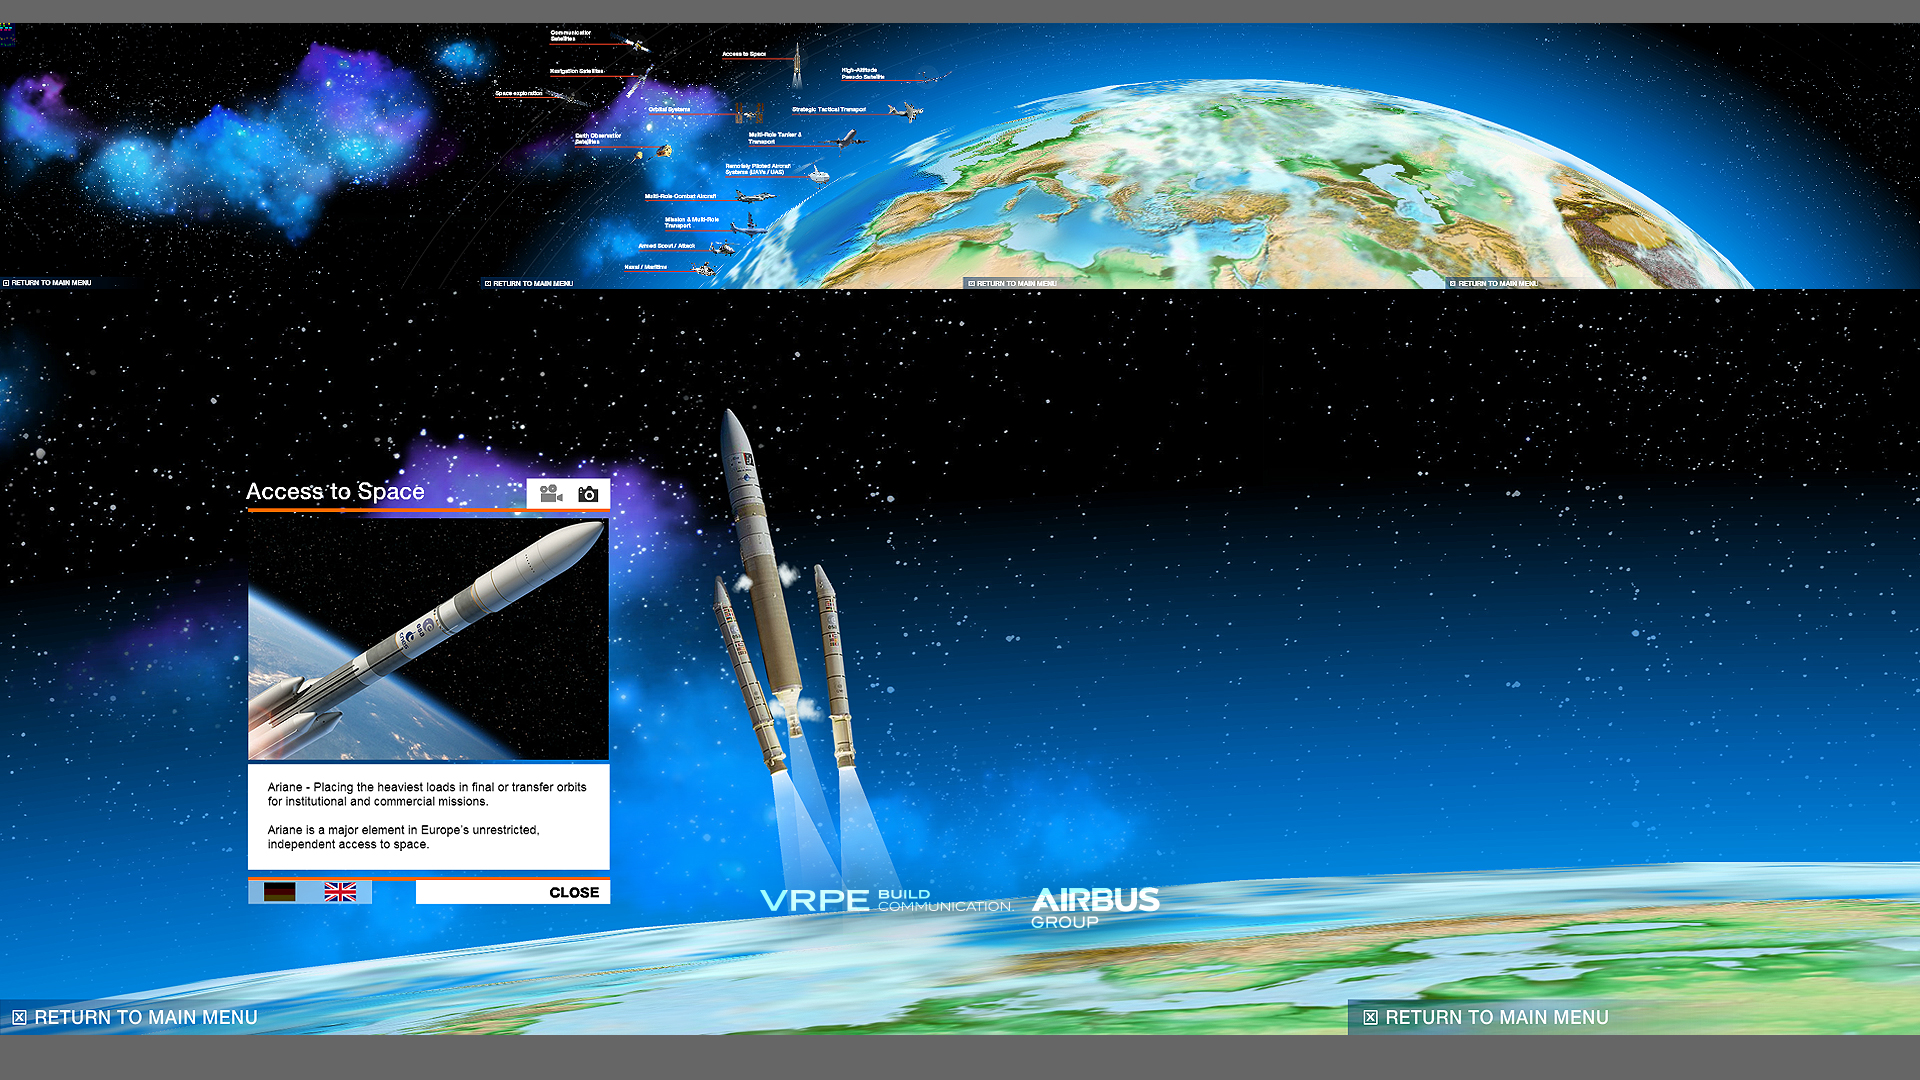 Communication
Satellites
Access to Space
Navigation Satellites
High-Altitude
Pseudo Satellite
Space exploration
Orbital Systems
Strategic Tactical Transport
Earth Observation
Satellites
Multi-Role Tanker &
Transport
Remotely Piloted Aircraft
Systems (UAVs / UAS)
Multi-Role Combat Aircraft
Mission & Multi-Role
Transport
Armed Scout / Attack
Naval / Maritime
RETURN TO MAIN MENU
RETURN TO MAIN MENU
RETURN TO MAIN MENU
RETURN TO MAIN MENU
Access to Space
Ariane - Placing the heaviest loads in final or transfer orbits
for institutional and commercial missions.
Ariane is a major element in Europe's unrestricted,
independent access to space.
CLOSE
VRPE BUILD
COMMUNICATION.
AIRBUS
GROUP
RETURN TO MAIN MENU
RETURN TO MAIN MENU